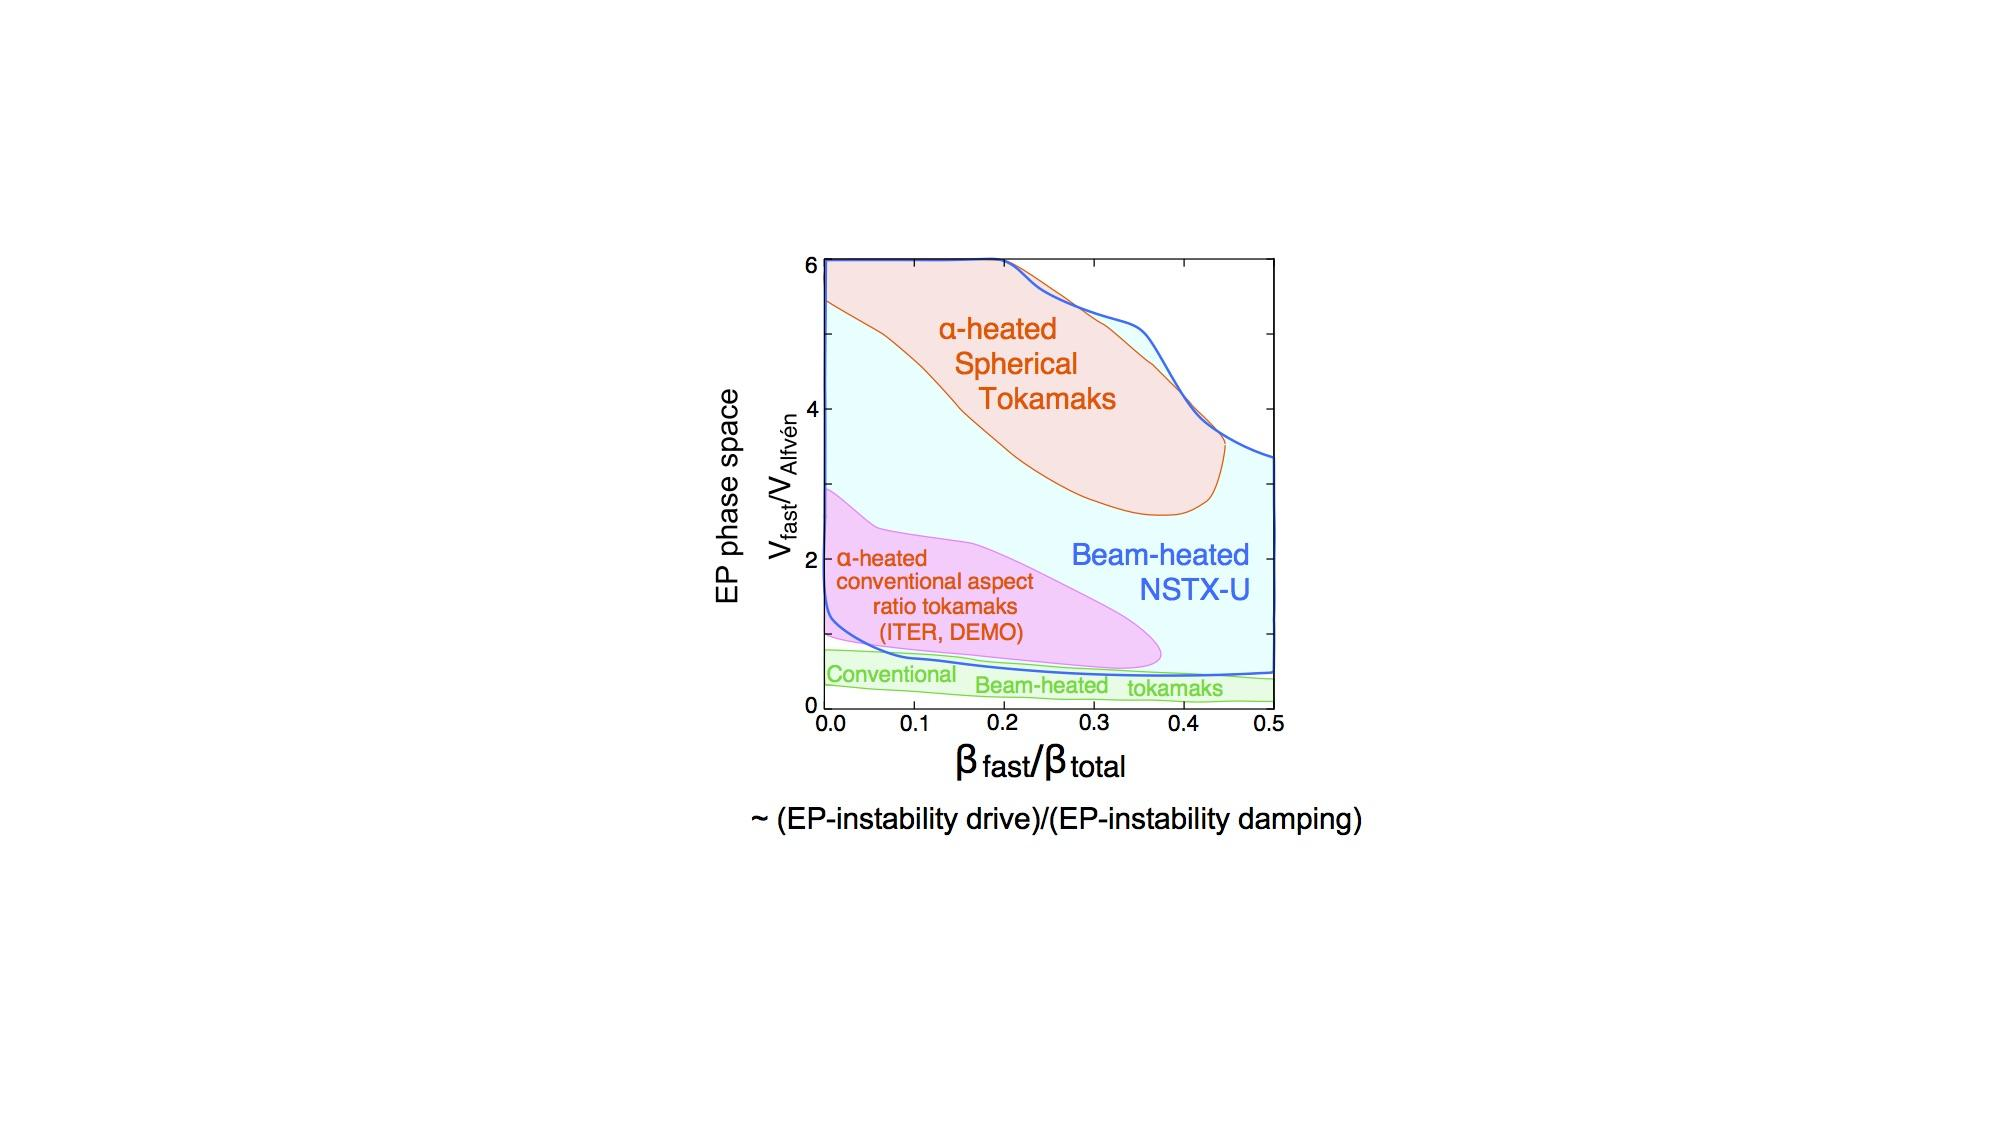 EP phase space
Vfast/VAlfvén
6
4
2
0
α-heated
Spherical
Tokamaks
Beam-heated
NSTX-U
α-heated
conventional aspect
ratio tokamaks
(ITER, DEMO)
Conventional Beam-heated tokamaks
0.0 0.1 0.2 0.3 0.4 0.5
βfast/βtotal
~ (EP-instability drive)/(EP-instability damping)